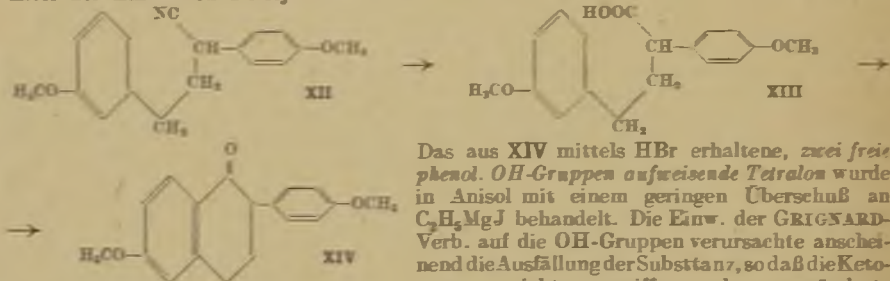 NC
CH
OCH₃
CH₂
H₃CO
CH₂
XII
HOOC
CH
OCH₃
CH₂
H₃CO
CH₂
XIII
O
OCH₃
H₃CO
XIV
Das aus XIV mittels HBr erhaltene, zwei freie
phenol. OH-Gruppen aufweisende Tetralon wurde
in Anisol mit einem geringen Überschuß an
C₂H₅MgJ behandelt. Die Einw. der GRIGNARD-
Verb. auf die OH-Gruppen verursachte anschei-
nend die Ausfällung der Substtanz, so daß die Keto-